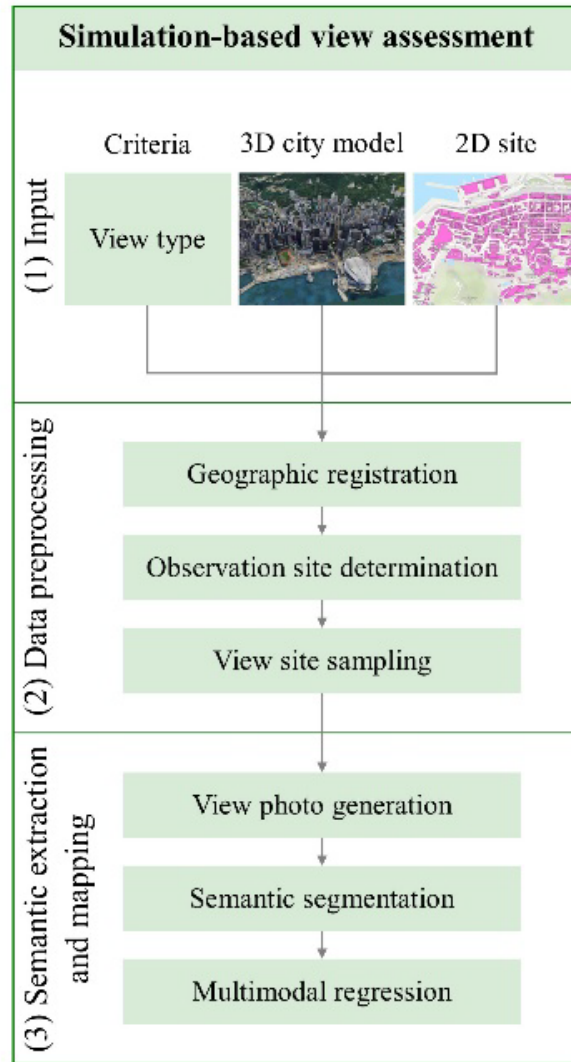 Simulation-based view assessment
(1) Input
Criteria
3D city model
2D site
View type
(2) Data preprocessing
Geographic registration
Observation site determination
View site sampling
(3) Semantic extraction
and mapping
View photo generation
Semantic segmentation
Multimodal regression